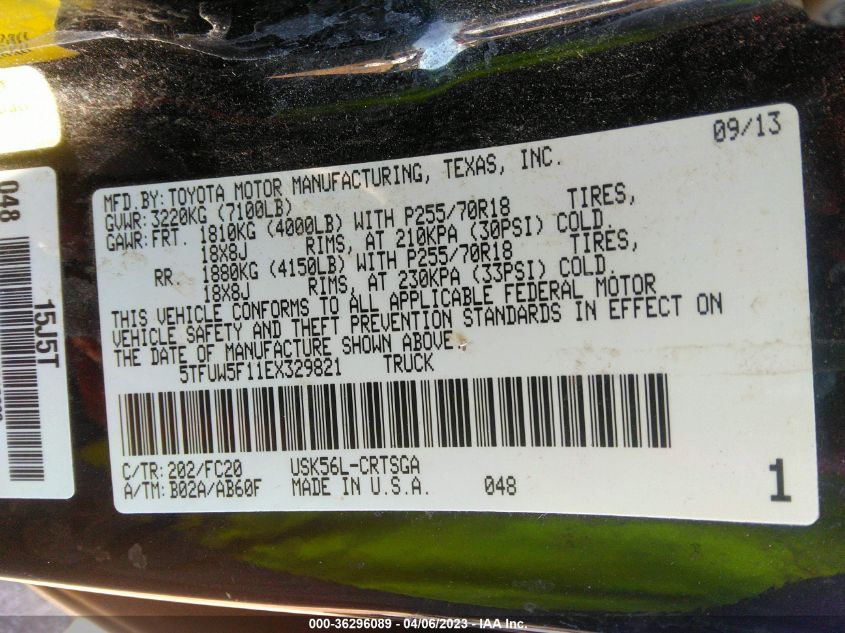 09/13
MFD.BY:TOYOTA MOTOR MANUFACTURING, TEXAS, INC.
GVWR:3220KG (7100LB)
GAWR:FRT. 1810KG (4000LB) WITH P255/70R18 TIRES,
18X8J RIMS, AT 210KPA (30PSI) COLD.
RR. 1880KG (4150LB) WITH P255/70R18 TIRES,
18X8J RIMS, AT 230KPA (33PSI) COLD.
THIS VEHICLE CONFORMS TO ALL APPLICABLE FEDERAL MOTOR
VEHICLE SAFETY AND THEFT PREVENTION STANDARDS IN EFFECT ON
THE DATE OF MANUFACTURE SHOWN ABOVE.
5TFUW5F11EX329821 TRUCK
C/TR:202/FC20 USK56L-CRTSGA
A/TM:B02A/AB60F MADE IN U.S.A. 048
1
048
15J5T
000-36296089 - 04/06/2023 - IAA Inc.